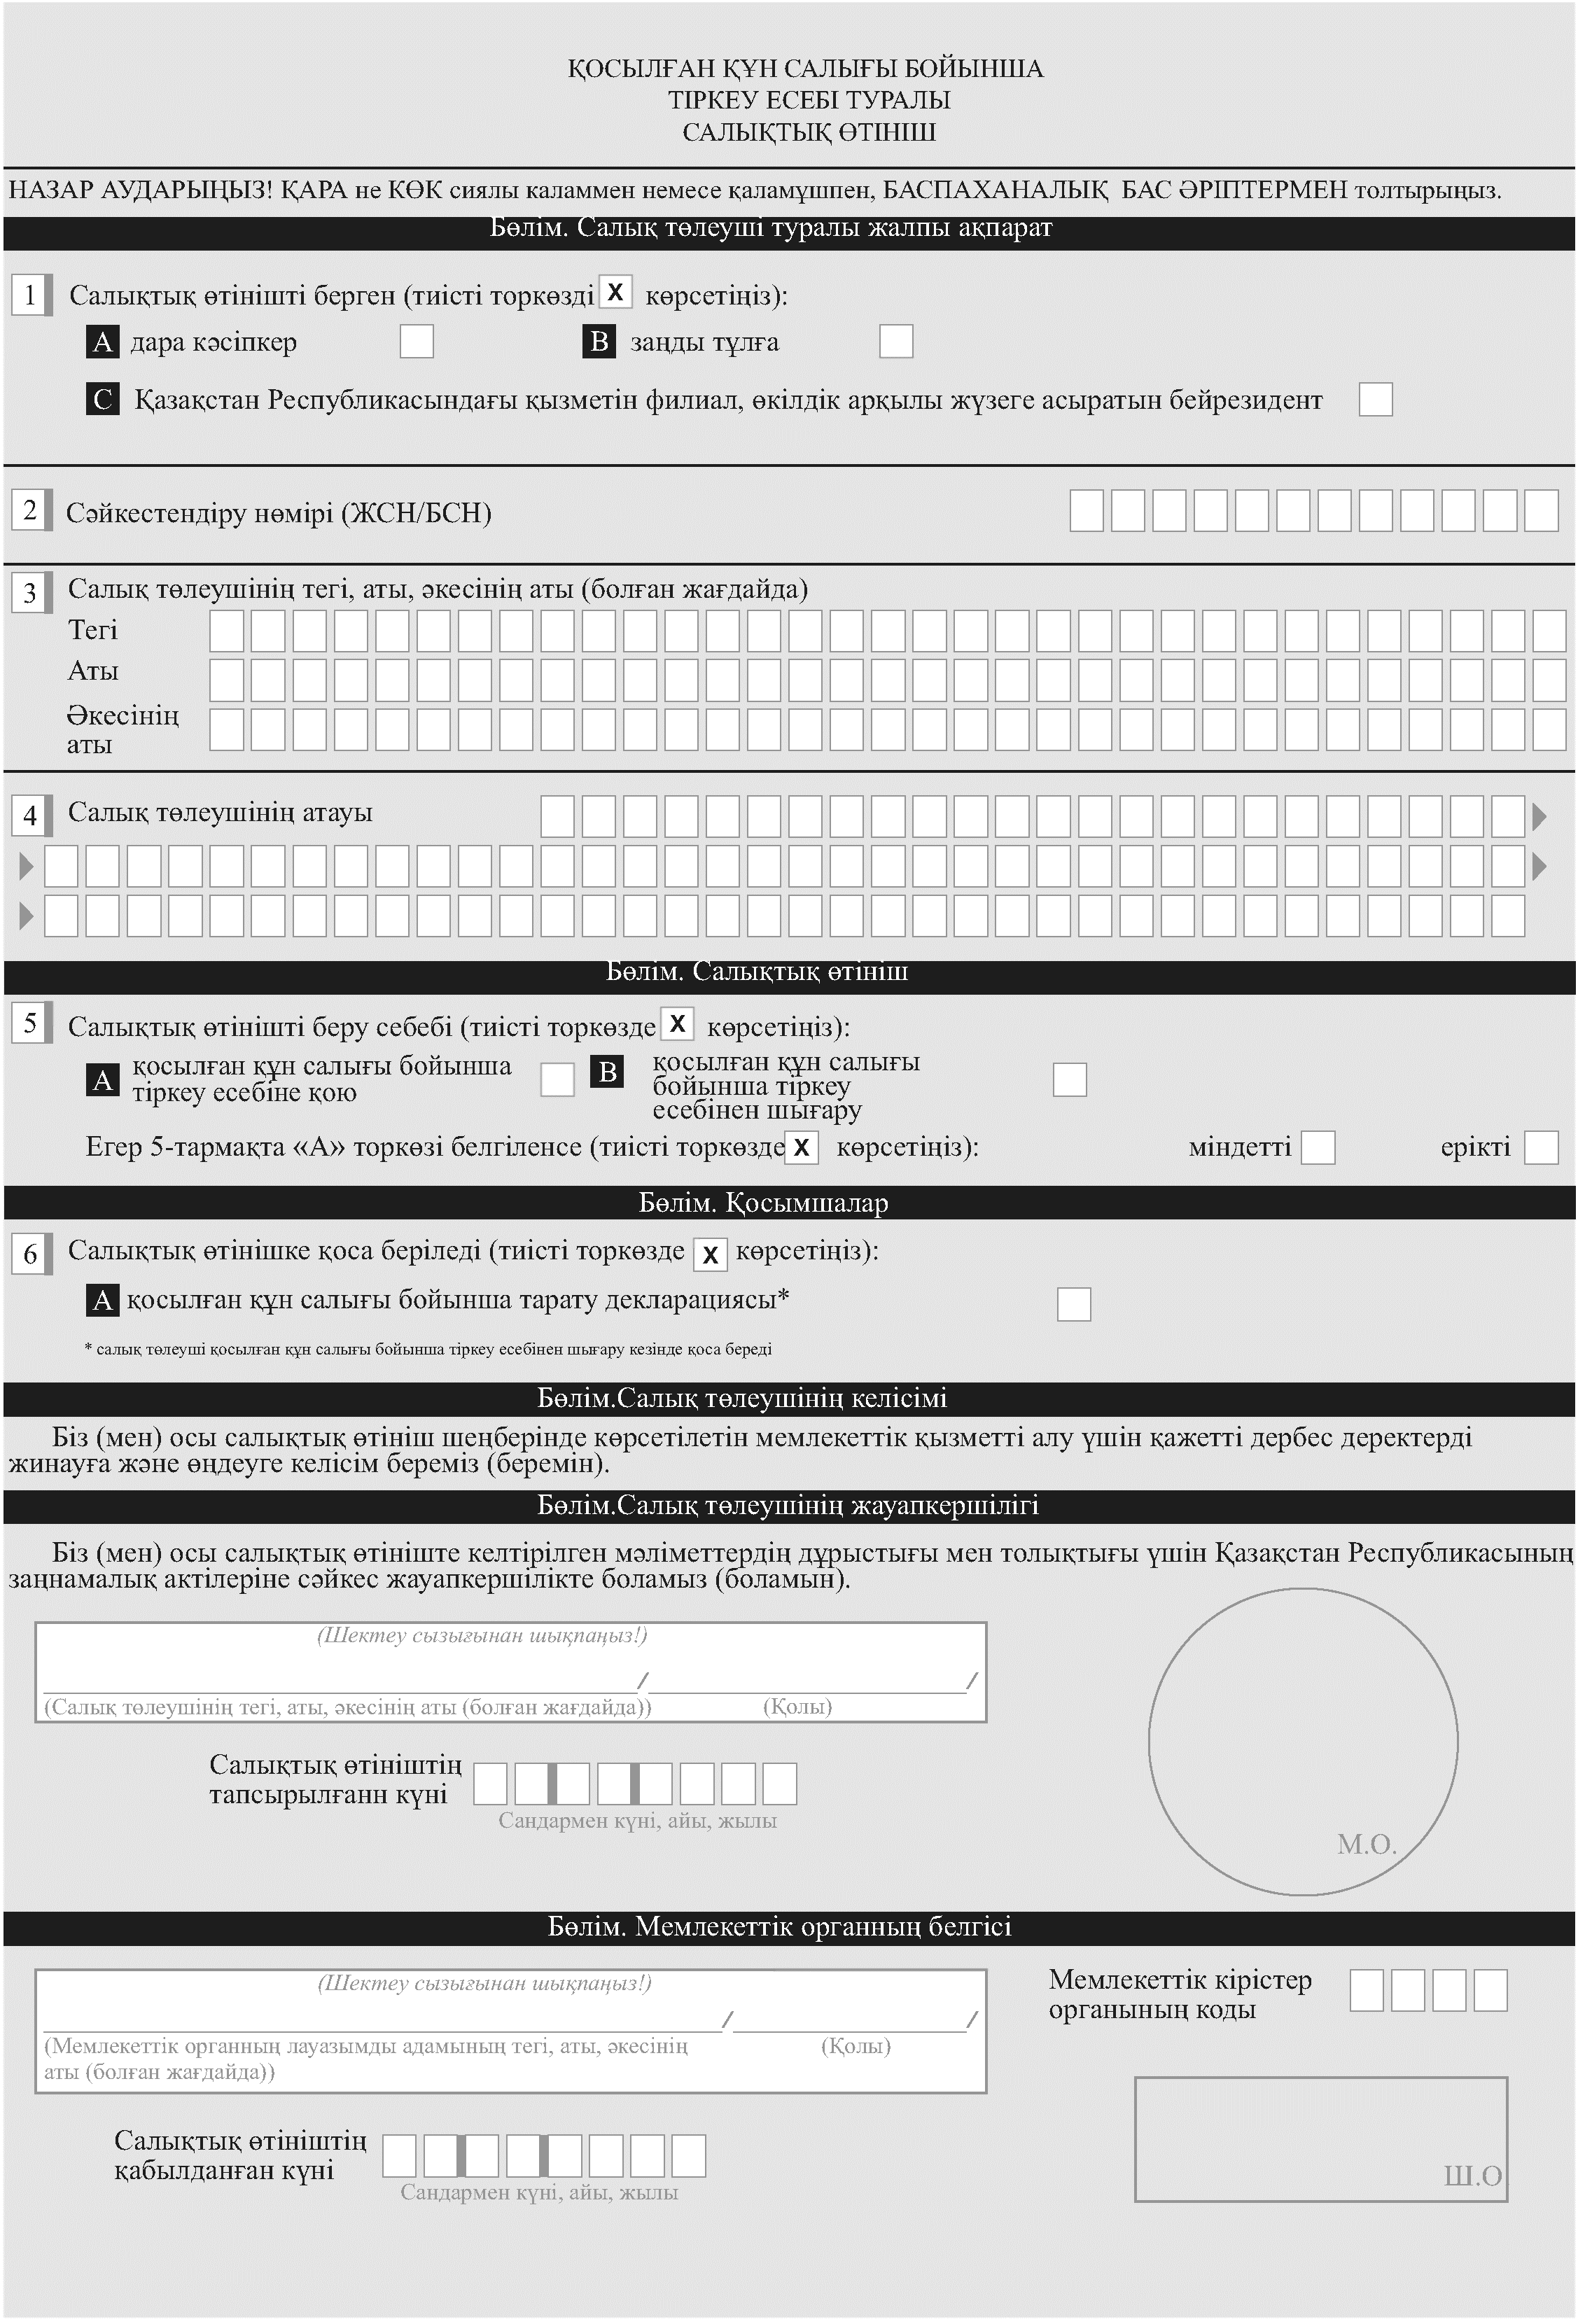 ҚОСЫЛҒАН ҚҰН САЛЫҒЫ БОЙЫНША
ТІРКЕУ ЕСЕБІ ТУРАЛЫ
САЛЫҚТЫҚ ӨТІНІШ
НАЗАР АУДАРЫҢЫЗ! ҚАРА не КӨК сиялы каламмен немесе қаламұшпен, БАСПАХАНАЛЫҚ БАС ӘРІПТЕРМЕН толтырыңыз.
Бөлім. Салық төлеуші туралы жалпы ақпарат
1 Салықтық өтінішті берген (тиісті торкөзді X көрсетіңіз):
A дара кәсіпкер B заңды тұлға
C Қазақстан Республикасындағы қызметін филиал, өкілдік арқылы жүзеге асыратын бейрезидент
2 Сәйкестендіру нөмірі (ЖСН/БСН)
3 Салық төлеушінің тегі, аты, әкесінің аты (болған жағдайда)
Тегі
Аты
Әкесінің
аты
4 Салық төлеушінің атауы
Бөлім. Салықтық өтініш
5 Салықтық өтінішті беру себебі (тиісті торкөзде X көрсетіңіз):
A қосылған құн салығы бойынша
тіркеу есебіне қою
B қосылған құн салығы
бойынша тіркеу
есебінен шығару
Егер 5-тармақта «А» торкөзі белгіленсе (тиісті торкөзде X көрсетіңіз): міндетті ерікті
Бөлім. Қосымшалар
6 Салықтық өтінішке қоса беріледі (тиісті торкөзде X көрсетіңіз):
A қосылған құн салығы бойынша тарату декларациясы*
* салық төлеуші қосылған құн салығы бойынша тіркеу есебінен шығару кезінде қоса береді
Бөлім.Салық төлеушінің келісімі
Біз (мен) осы салықтық өтініш шеңберінде көрсетілетін мемлекеттік қызметті алу үшін қажетті дербес деректерді
жинауға және өңдеуге келісім береміз (беремін).
Бөлім.Салық төлеушінің жауапкершілігі
Біз (мен) осы салықтық өтініште келтірілген мәліметтердің дұрыстығы мен толықтығы үшін Қазақстан Республикасының
заңнамалық актілеріне сәйкес жауапкершілікте боламыз (боламын).
(Шектеу сызығынан шықпаңыз!)
/ /
(Салық төлеушінің тегі, аты, әкесінің аты (болған жағдайда)) (Қолы)
Салықтық өтініштің
тапсырылғанн күні
Сандармен күні, айы, жылы
М.О.
Бөлім. Мемлекеттік органның белгісі
(Шектеу сызығынан шықпаңыз!)
/ /
(Мемлекеттік органның лауазымды адамының тегі, аты, әкесінің
аты (болған жағдайда)) (Қолы)
Мемлекеттік кірістер
органының коды
Салықтық өтініштің
қабылданған күні
Сандармен күні, айы, жылы
Ш.О